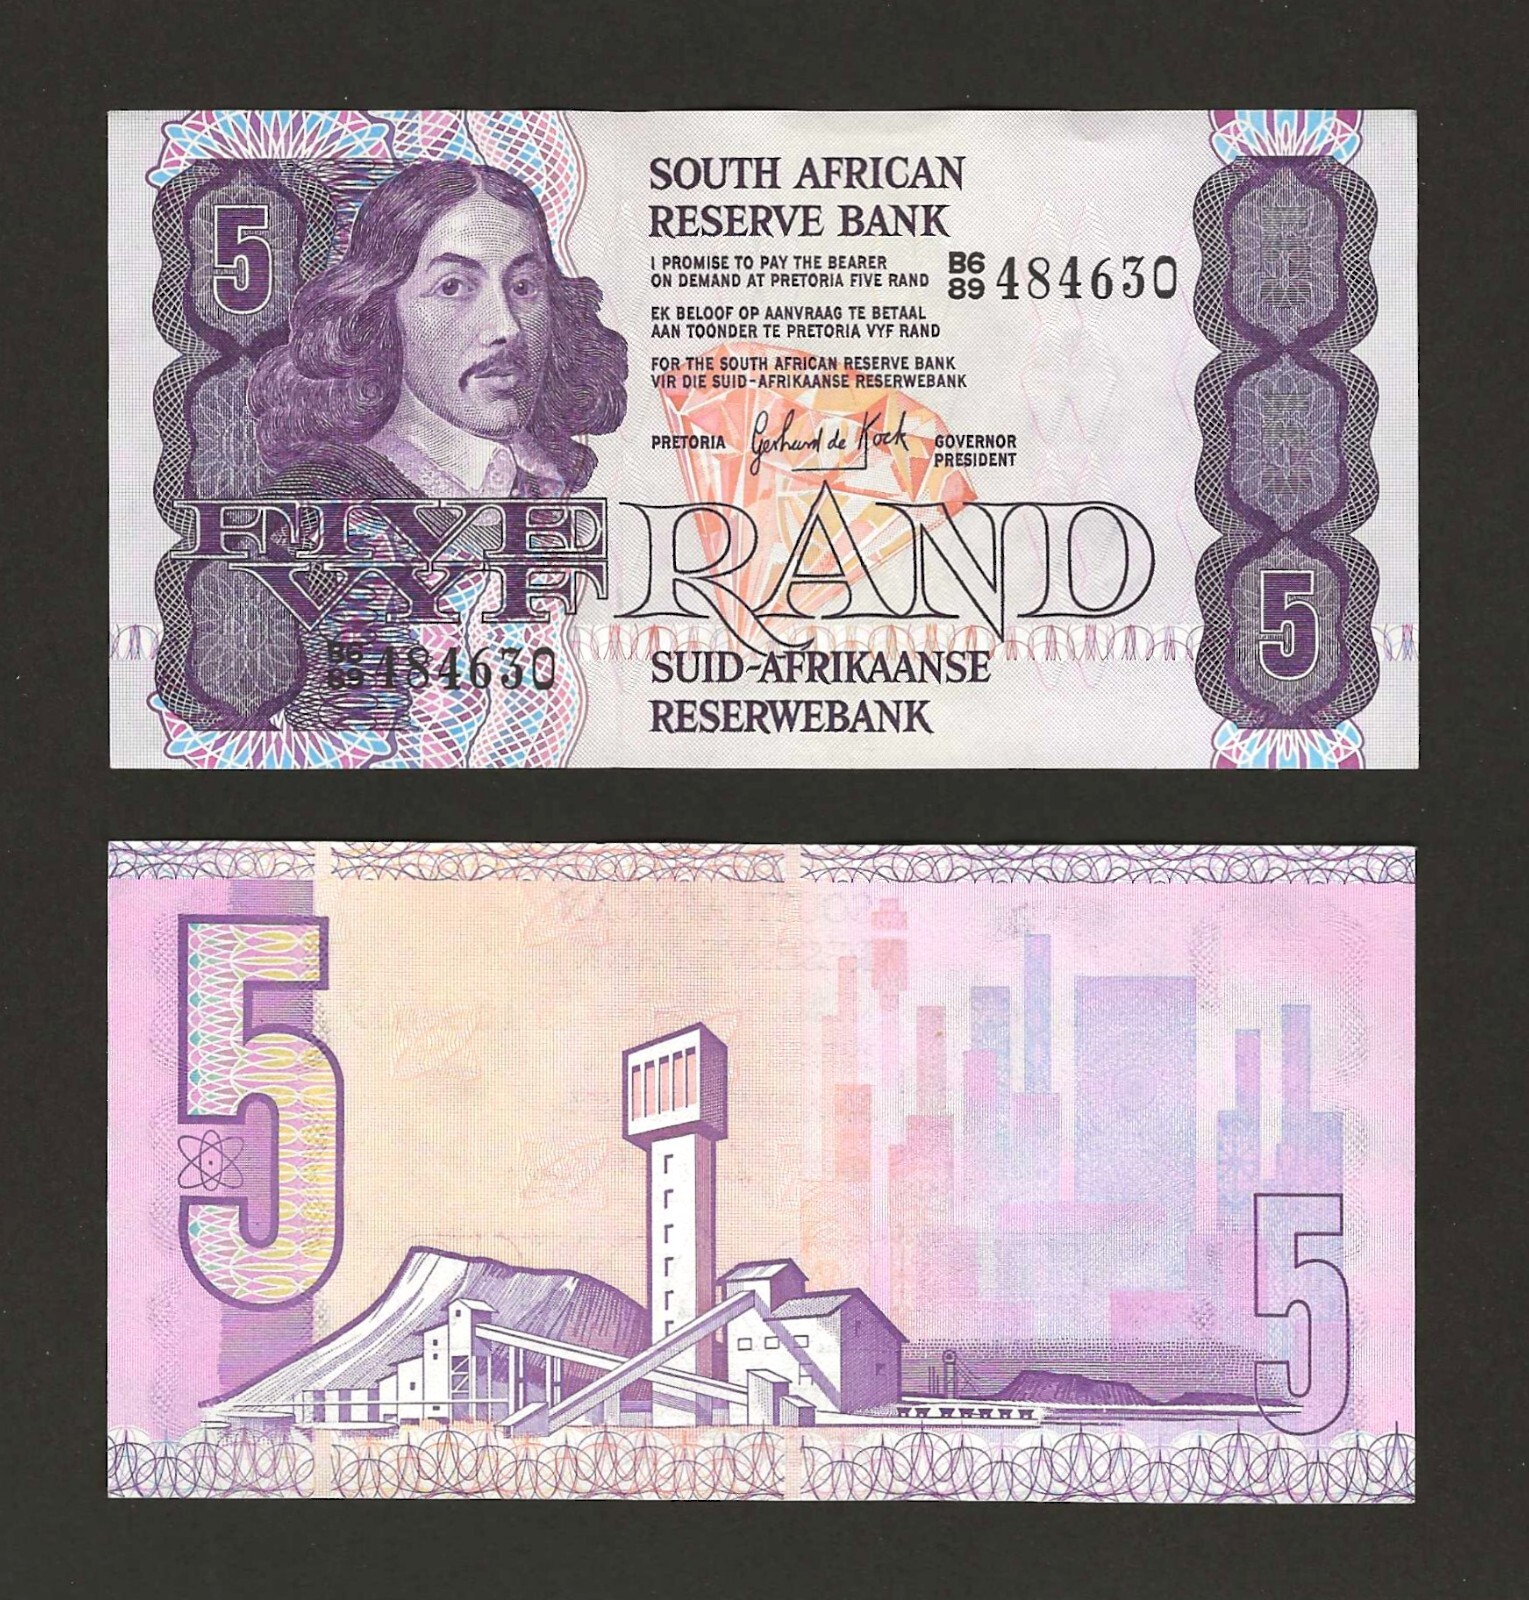 5
SOUTH AFRICAN
RESERVE BANK
I PROMISE TO PAY THE BEARER
ON DEMAND AT PRETORIA FIVE RAND
B6
89 484630
EK BELOOF OP AANVRAAG TE BETAAL
AAN TOONDER TE PRETORIA VYF RAND
FOR THE SOUTH AFRICAN RESERVE BANK
VIR DIE SUID-AFRIKAANSE RESERWEBANK
PRETORIA Gerhard de Kock GOVERNOR
PRESIDENT
FIVE
VYF RAND
5
B6
89 484630
SUID-AFRIKAANSE
RESERWEBANK
5
5